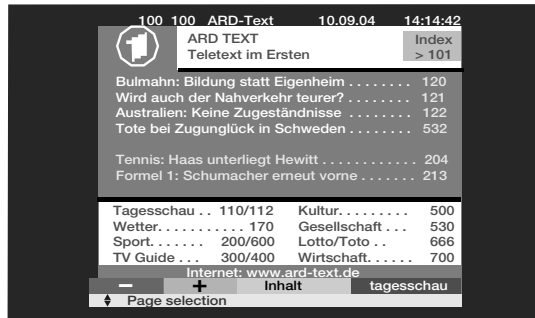 100 100 ARD-Text 10.09.04 14:14:42
ARD TEXT Index
Teletext im Ersten > 101
Bulmahn: Bildung statt Eigenheim . . . . . . . . 120
Wird auch der Nahverkehr teurer? . . . . . . . . 121
Australien: Keine Zugeständnisse . . . . . . . . 122
Tote bei Zugunglück in Schweden . . . . . . . . 532
Tennis: Haas unterliegt Hewitt . . . . . . . . . . . . 204
Formel 1: Schumacher erneut vorne . . . . . . . 213
Tagesschau . . 110/112 Kultur. . . . . . . . . 500
Wetter. . . . . . . . . . . 170 Gesellschaft . . . 530
Sport. . . . . . . 200/600 Lotto/Toto . . 666
TV Guide . . . 300/400 Wirtschaft. . . . . . 700
Internet: www.ard-text.de
− + Inhalt tagesschau
Page selection